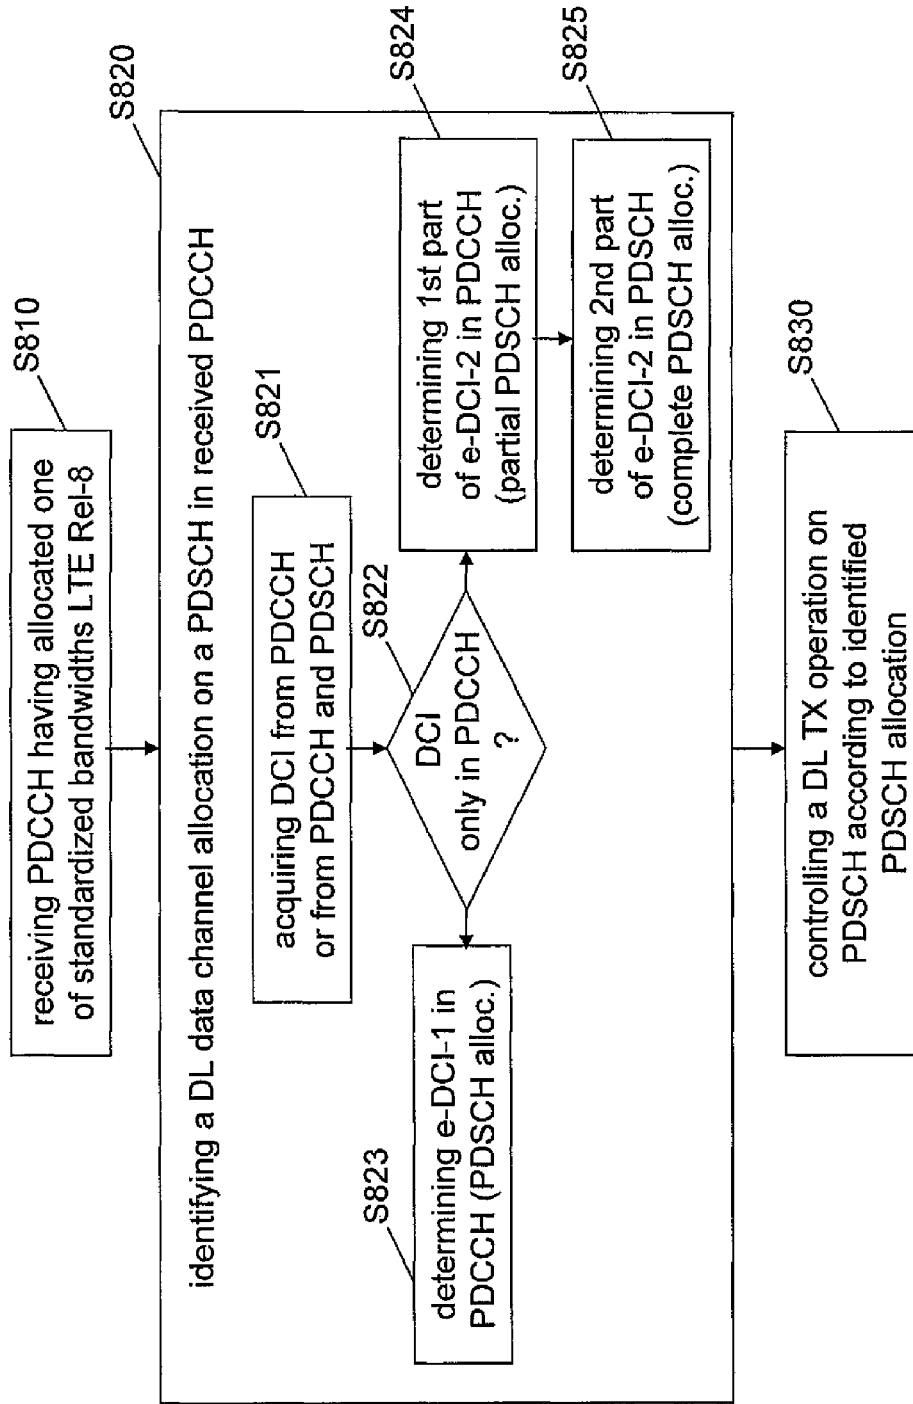 S810
receiving PDCCH having allocated one
of standardized bandwidths LTE Rel-8
S820
identifying a DL data channel allocation on a PDSCH in received PDCCH
S821
acquiring DCI from PDCCH
or from PDCCH and PDSCH
S822
DCI
only in PDCCH
?
S823
determining e-DCI-1 in
PDCCH (PDSCH alloc.)
S824
determining 1st part
of e-DCI-2 in PDCCH
(partial PDSCH alloc.)
S825
determining 2nd part
of e-DCI-2 in PDSCH
(complete PDSCH alloc.)
S830
controlling a DL TX operation on
PDSCH according to identified
PDSCH allocation